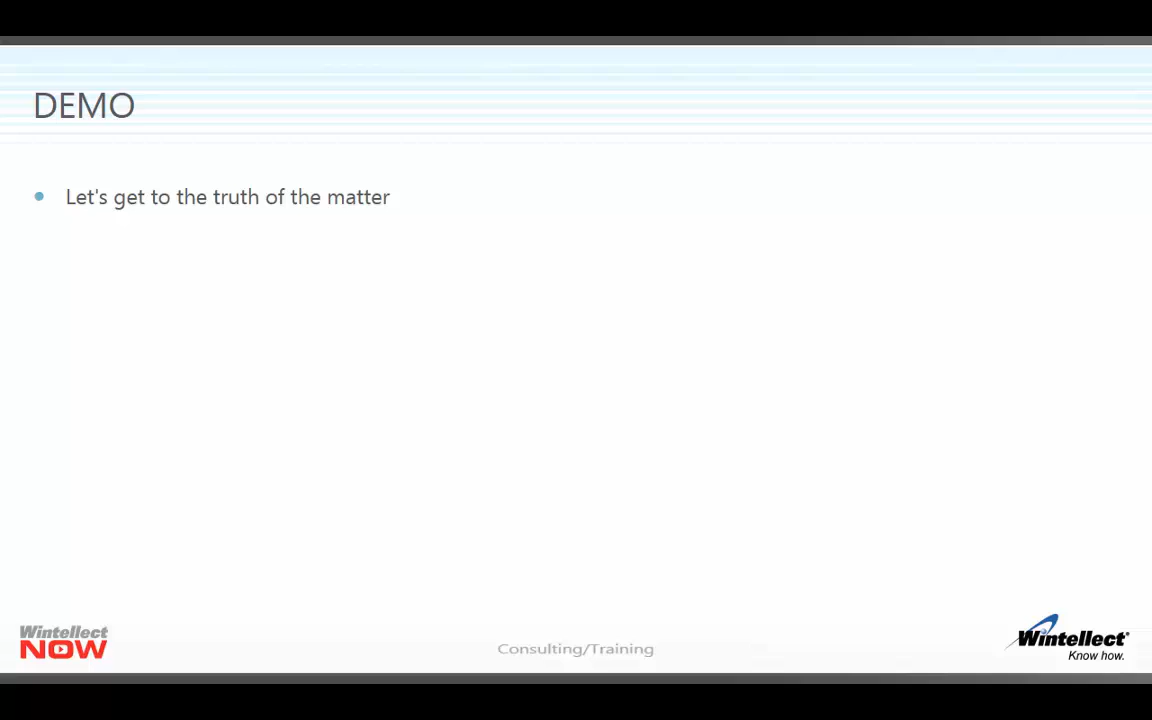 DEMO
Let's get to the truth of the matter
Wintellect
NOW
Consulting/Training
Wintellect®
Know how.